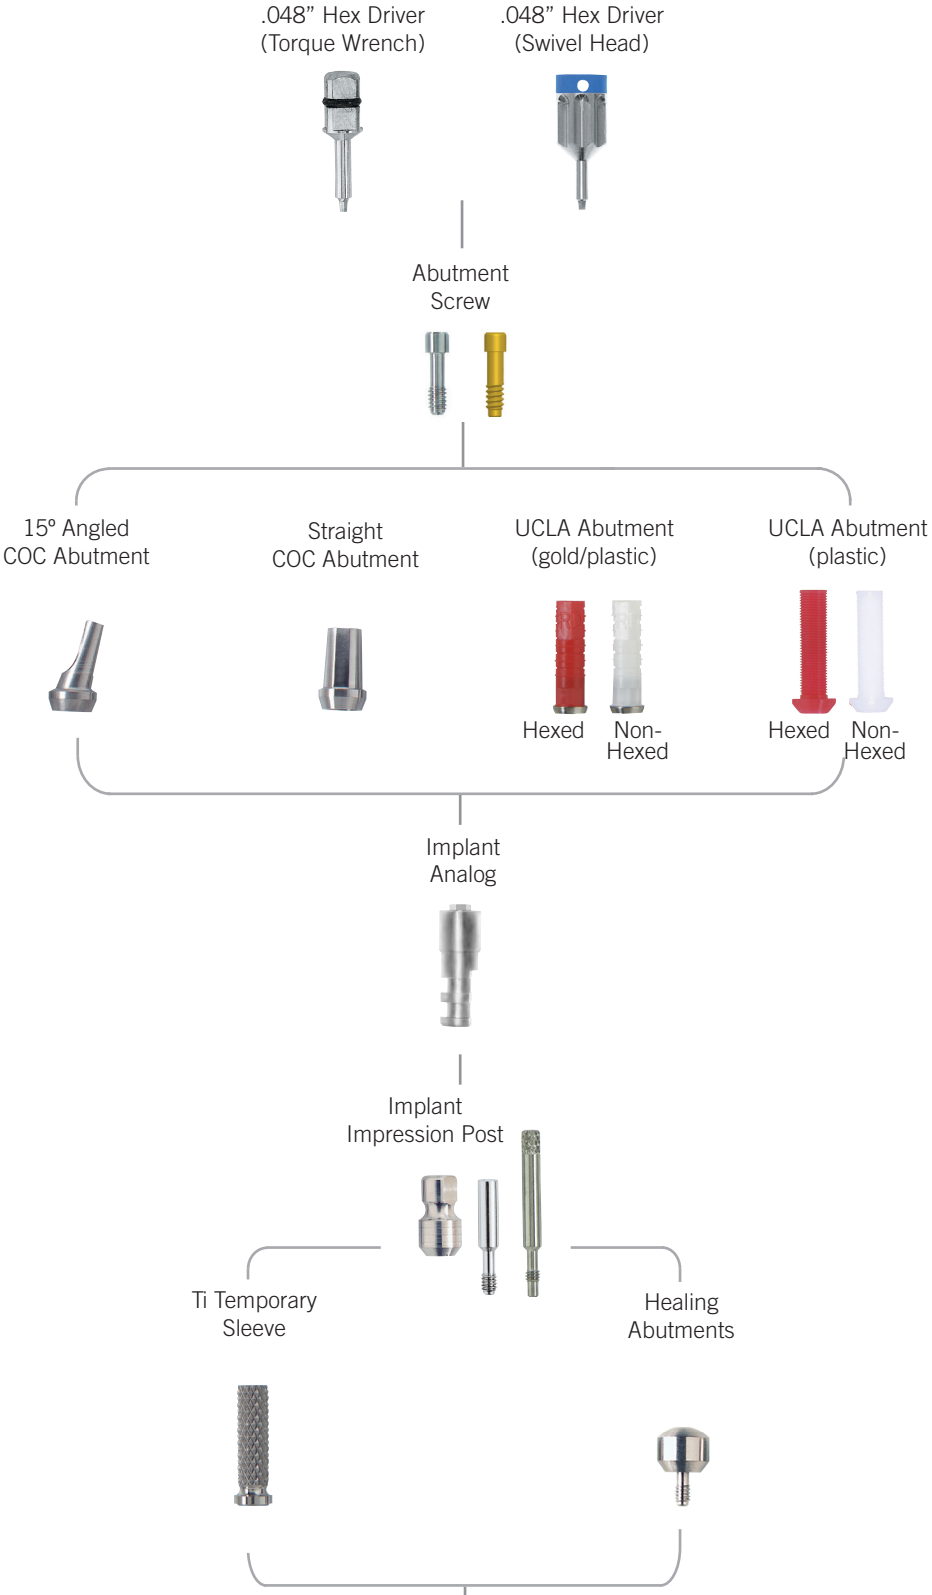 .048” Hex Driver
(Torque Wrench)
.048” Hex Driver
(Swivel Head)
Abutment
Screw
15º Angled
COC Abutment
Straight
COC Abutment
UCLA Abutment
(gold/plastic)
UCLA Abutment
(plastic)
Hexed
Non-
Hexed
Hexed
Non-
Hexed
Implant
Analog
Implant
Impression Post
Ti Temporary
Sleeve
Healing
Abutments